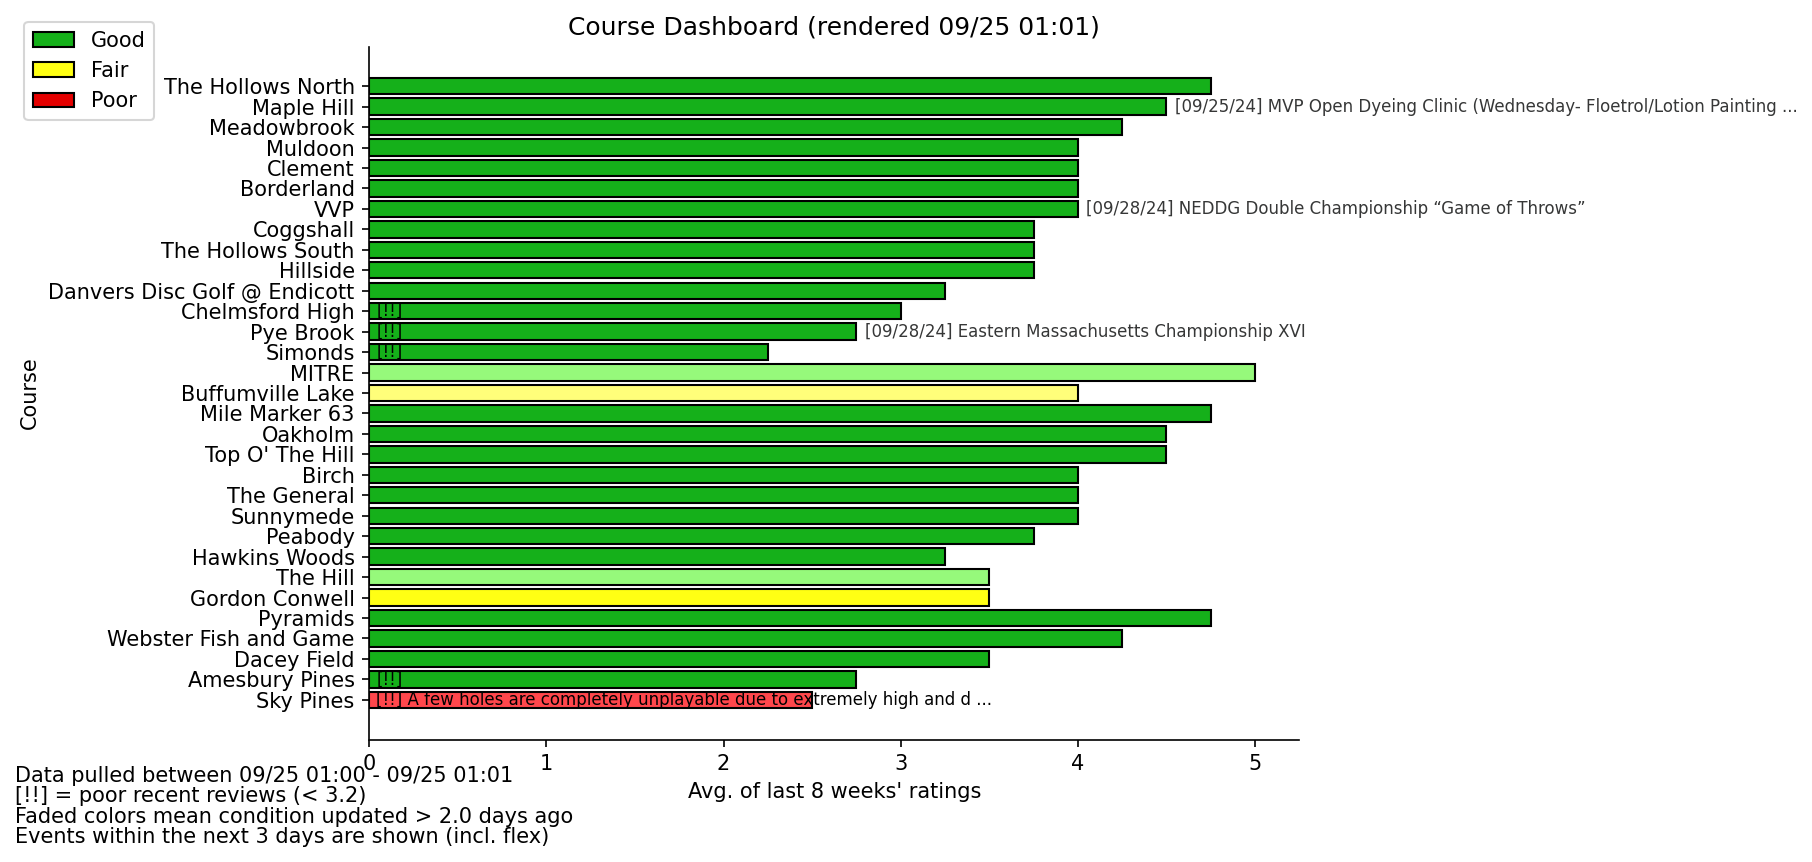 Course Dashboard (rendered 09/25 01:01)
Good
Fair
Poor
The Hollows North
Maple Hill [09/25/24] MVP Open Dyeing Clinic (Wednesday- Floetrol/Lotion Painting ...
Meadowbrook
Muldoon
Clement
Borderland
VVP [09/28/24] NEDDG Double Championship “Game of Throws”
Coggshall
The Hollows South
Hillside
Danvers Disc Golf @ Endicott
Chelmsford High [!!]
Pye Brook [!!] [09/28/24] Eastern Massachusetts Championship XVI
Simonds [!!]
MITRE
Buffumville Lake
Mile Marker 63
Oakholm
Top O' The Hill
Birch
The General
Sunnymede
Peabody
Hawkins Woods
The Hill
Gordon Conwell
Pyramids
Webster Fish and Game
Dacey Field
Amesbury Pines [!!]
Sky Pines [!!] A few holes are completely unplayable due to extremely high and d ...
Course
0 1 2 3 4 5
Avg. of last 8 weeks' ratings
Data pulled between 09/25 01:00 - 09/25 01:01
[!!] = poor recent reviews (< 3.2)
Faded colors mean condition updated > 2.0 days ago
Events within the next 3 days are shown (incl. flex)